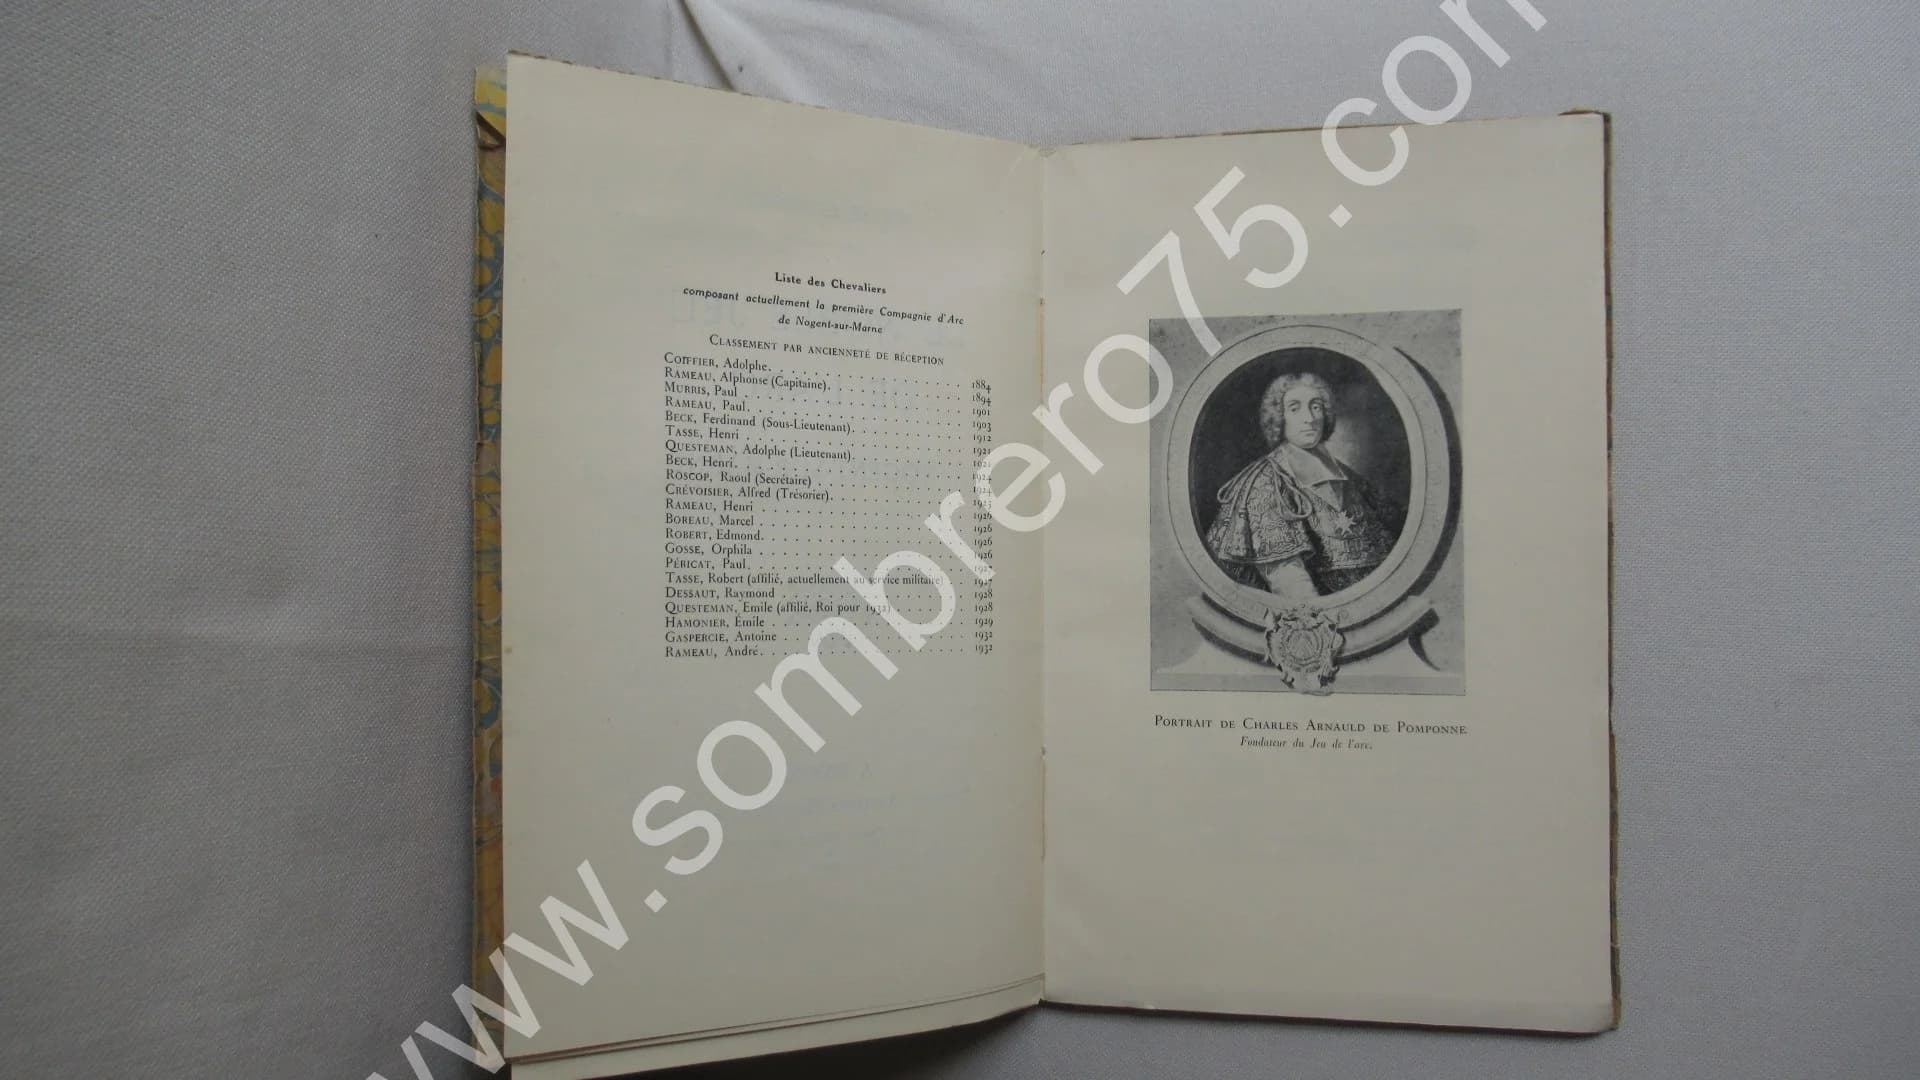 Liste des Chevaliers
composant actuellement la première Compagnie d'Arc
de Nogent-sur-Marne
CLASSEMENT PAR ANCIENNETÉ DE RÉCEPTION
COIFFIER, Adolphe. . . . . . . . . . . . . . . . 1884
RAMEAU, Alphonse (Capitaine). . . . . . . . . . . 1894
MURRIS, Paul . . . . . . . . . . . . . . . . . . 1901
RAMEAU, Paul. . . . . . . . . . . . . . . . . . 1903
BECK, Ferdinand (Sous-Lieutenant). . . . . . . . . 1912
TASSE, Henri . . . . . . . . . . . . . . . . . . 1921
QUESTEMAN, Adolphe (Lieutenant). . . . . . . . . 1921
BECK, Henri. . . . . . . . . . . . . . . . . . . 1924
ROSCOP, Raoul (Secrétaire) . . . . . . . . . . . . 1924
CRÉVOISIER, Alfred (Trésorier). . . . . . . . . . . 1925
RAMEAU, Henri . . . . . . . . . . . . . . . . . 1926
BOREAU, Marcel . . . . . . . . . . . . . . . . . 1926
ROBERT, Edmond. . . . . . . . . . . . . . . . . 1926
GOSSE, Orphila . . . . . . . . . . . . . . . . . 1926
PÉRICAT, Paul. . . . . . . . . . . . . . . . . . 1927
TASSE, Robert (affilié, actuellement au service militaire) . . 1927
DESSAUT, Raymond . . . . . . . . . . . . . . . 1928
QUESTEMAN, Emile (affilié, Roi pour 1932) . . . . . . 1928
HAMONIER, Émile . . . . . . . . . . . . . . . . 1929
GASPERCIE, Antoine . . . . . . . . . . . . . . . 1932
RAMEAU, André. . . . . . . . . . . . . . . . . . 1932
PORTRAIT DE CHARLES ARNAULD DE POMPONNE
Fondateur du Jeu de l'arc.
www.sombrero75.com